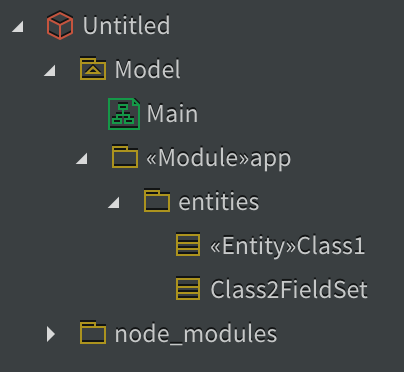 Untitled
Model
Main
«Module»app
entities
«Entity»Class1
Class2FieldSet
node_modules